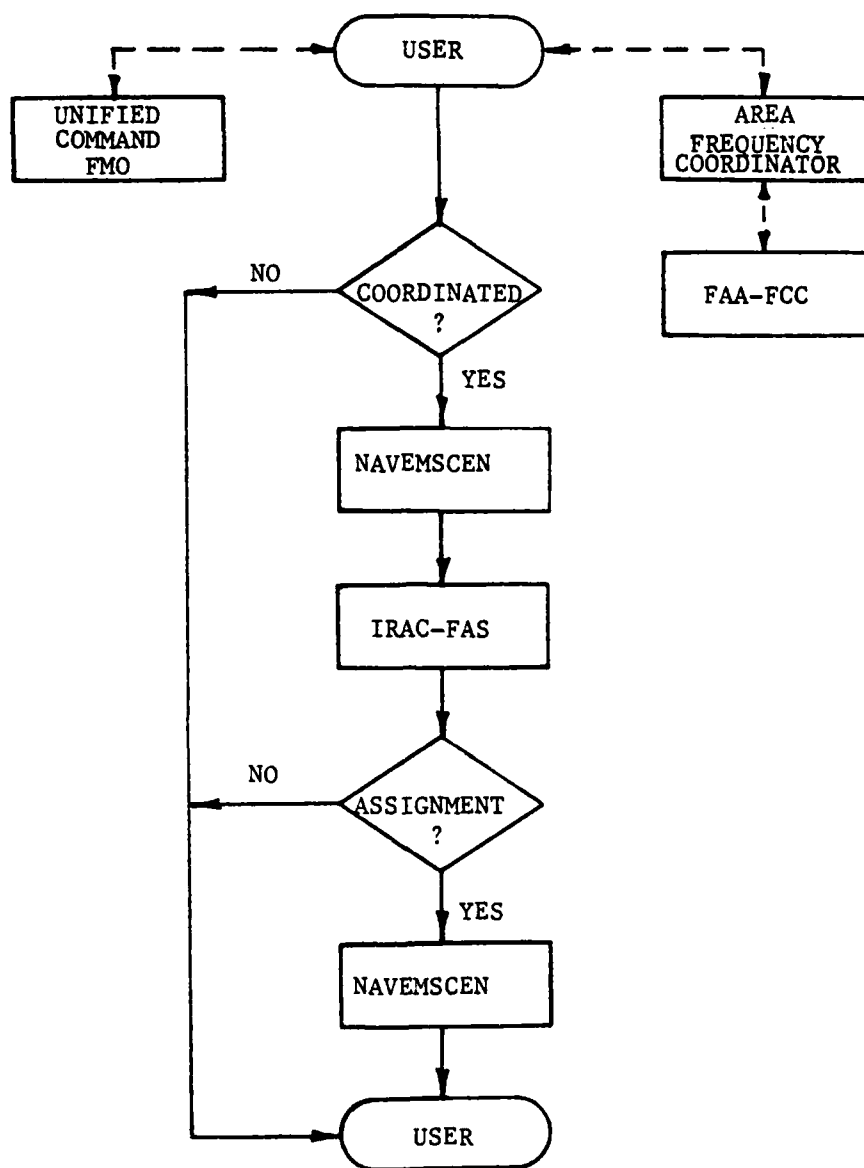 USER
UNIFIED
COMMAND
FMO
AREA
FREQUENCY
COORDINATOR
FAA-FCC
NO
COORDINATED
?
YES
NAVEMSCEN
IRAC-FAS
NO
ASSIGNMENT
?
YES
NAVEMSCEN
USER